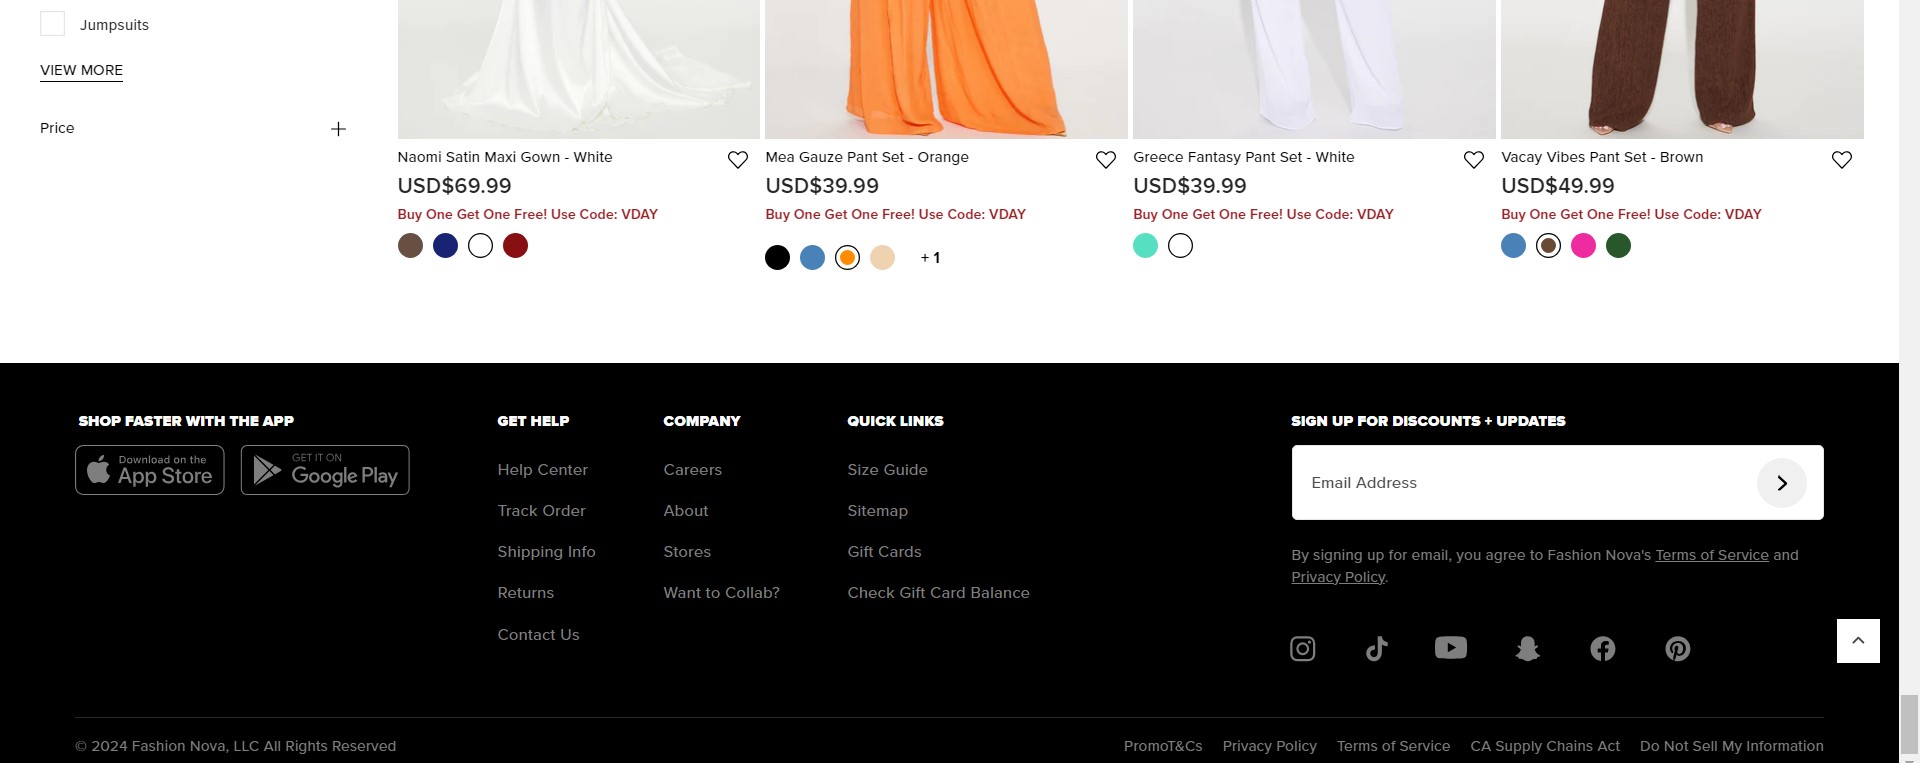 Jumpsuits
VIEW MORE
Price
Naomi Satin Maxi Gown - White
USD$69.99
Buy One Get One Free! Use Code: VDAY
Mea Gauze Pant Set - Orange
USD$39.99
Buy One Get One Free! Use Code: VDAY
+ 1
Greece Fantasy Pant Set - White
USD$39.99
Buy One Get One Free! Use Code: VDAY
Vacay Vibes Pant Set - Brown
USD$49.99
Buy One Get One Free! Use Code: VDAY
SHOP FASTER WITH THE APP
Download on the
App Store
GET IT ON
Google Play
GET HELP
Help Center
Track Order
Shipping Info
Returns
Contact Us
COMPANY
Careers
About
Stores
Want to Collab?
QUICK LINKS
Size Guide
Sitemap
Gift Cards
Check Gift Card Balance
SIGN UP FOR DISCOUNTS + UPDATES
Email Address
By signing up for email, you agree to Fashion Nova's Terms of Service and
Privacy Policy.
© 2024 Fashion Nova, LLC All Rights Reserved
PromoT&Cs
Privacy Policy
Terms of Service
CA Supply Chains Act
Do Not Sell My Information